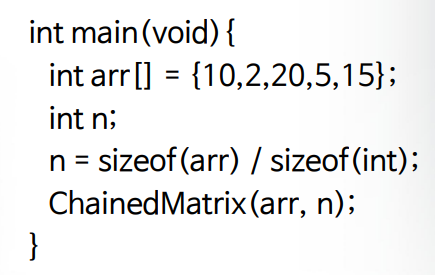 int main(void) {
int arr[] = {10,2,20,5,15};
int n;
n = sizeof(arr) / sizeof(int);
ChainedMatrix(arr, n);
}